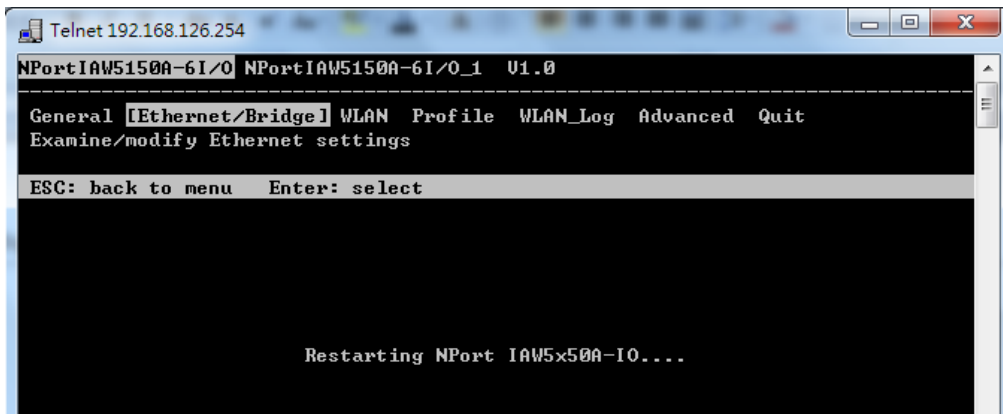 Telnet 192.168.126.254
NPortIAW5150A-6I/O NPortIAW5150A-6I/O_1 V1.0
General [Ethernet/Bridge] WLAN Profile WLAN_Log Advanced Quit
Examine/modify Ethernet settings
ESC: back to menu Enter: select
Restarting NPort IAW5x50A-IO....